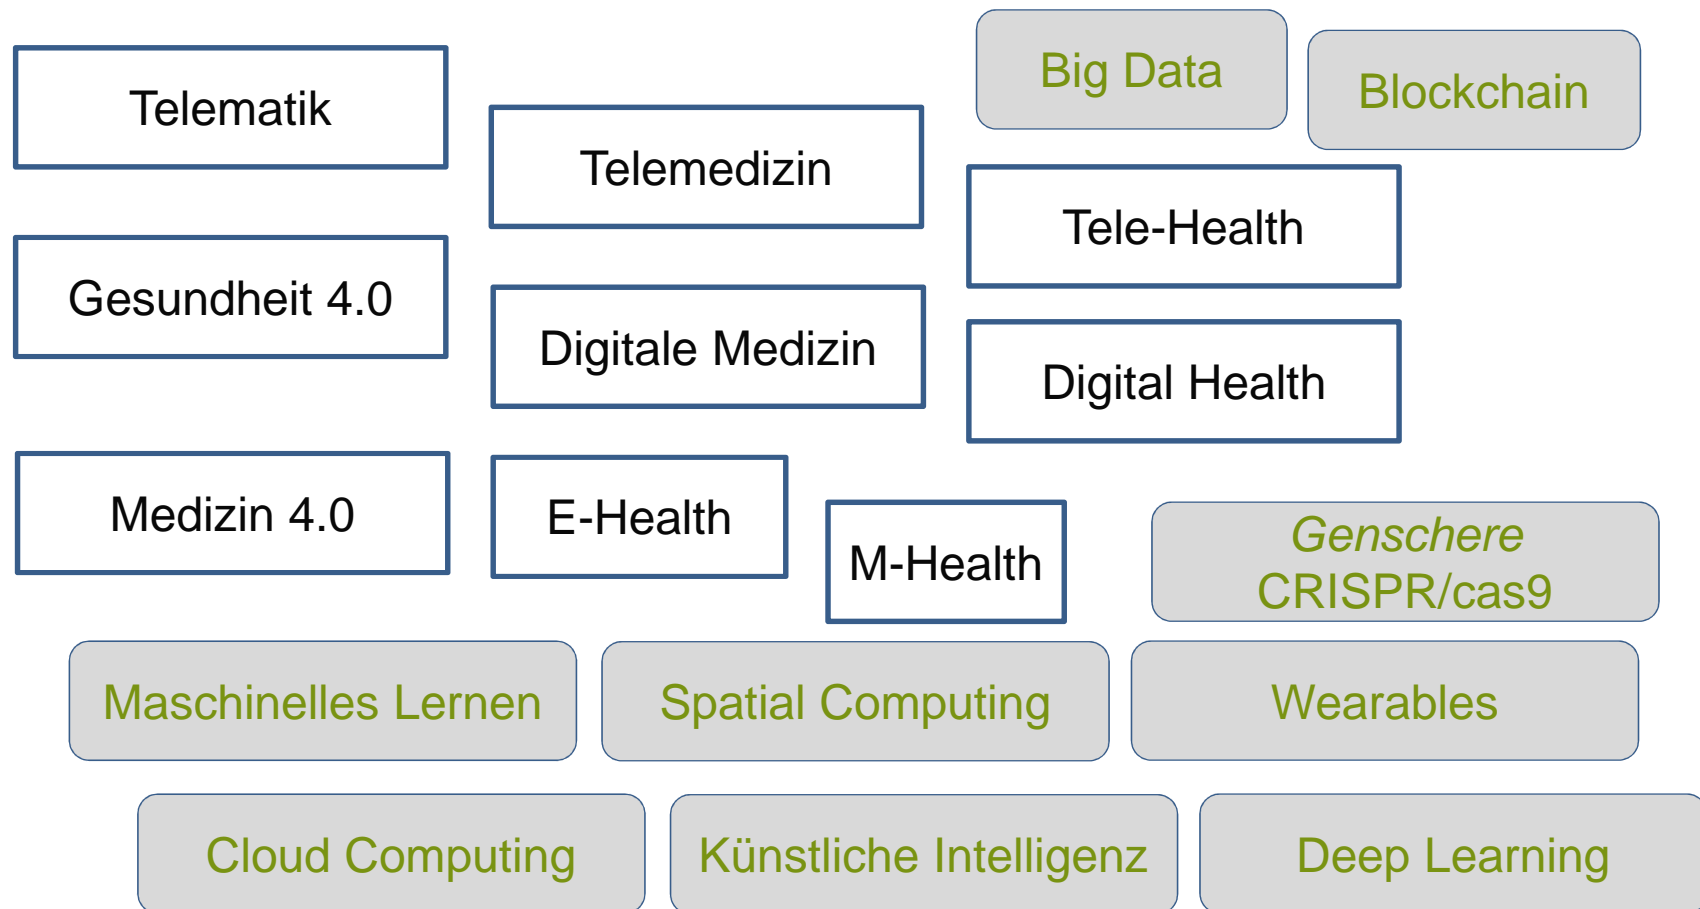 Big Data
Blockchain
Telematik
Telemedizin
Tele-Health
Gesundheit 4.0
Digitale Medizin
Digital Health
Medizin 4.0
E-Health
M-Health
Genschere
CRISPR/cas9
Maschinelles Lernen
Spatial Computing
Wearables
Cloud Computing
Künstliche Intelligenz
Deep Learning